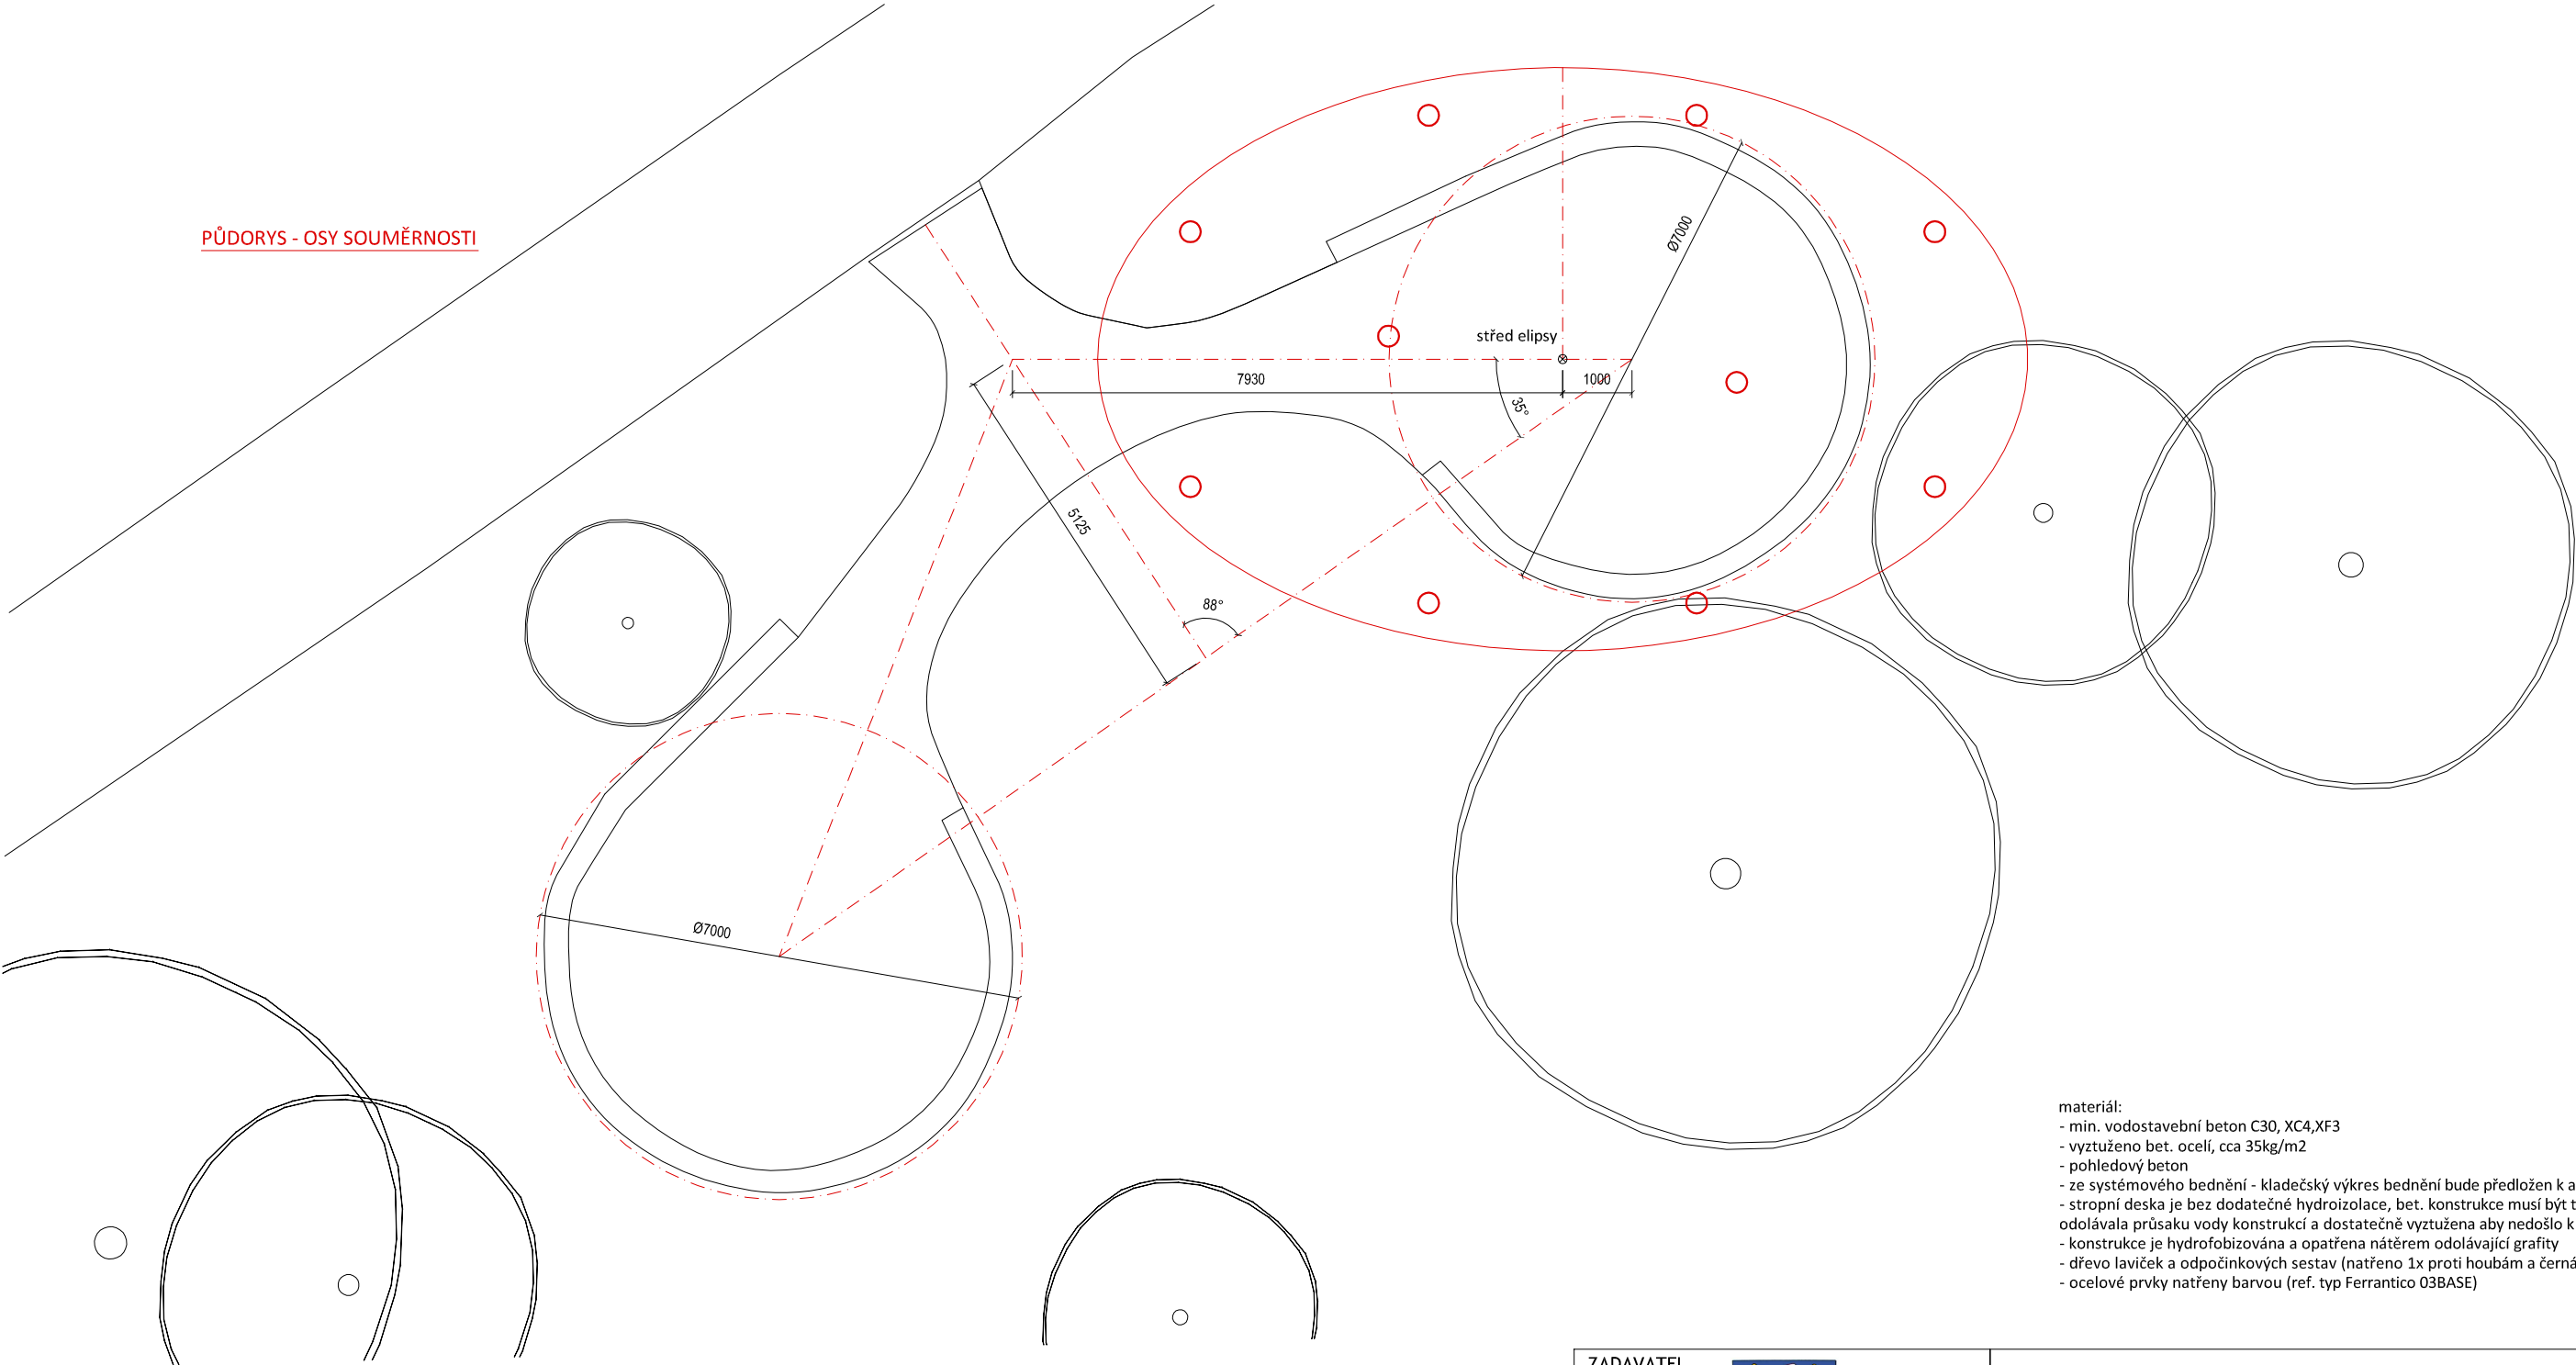 PŮDORYS - OSY SOUMĚRNOSTI
Ø7000
střed elipsy
7930
1000
35°
5125
88°
Ø7000
materiál:
- min. vodostavební beton C30, XC4,XF3
- vyztuženo bet. ocelí, cca 35kg/m2
- pohledový beton
- ze systémového bednění - kladečský výkres bednění bude předložen k a
- stropní deska je bez dodatečné hydroizolace, bet. konstrukce musí být t
odolávala průsaku vody konstrukcí a dostatečně vyztužena aby nedošlo k
- konstrukce je hydrofobizována a opatřena nátěrem odolávající grafity
- dřevo laviček a odpočinkových sestav (natřeno 1x proti houbám a černá
- ocelové prvky natřeny barvou (ref. typ Ferrantico 03BASE)
ZADAVATEL